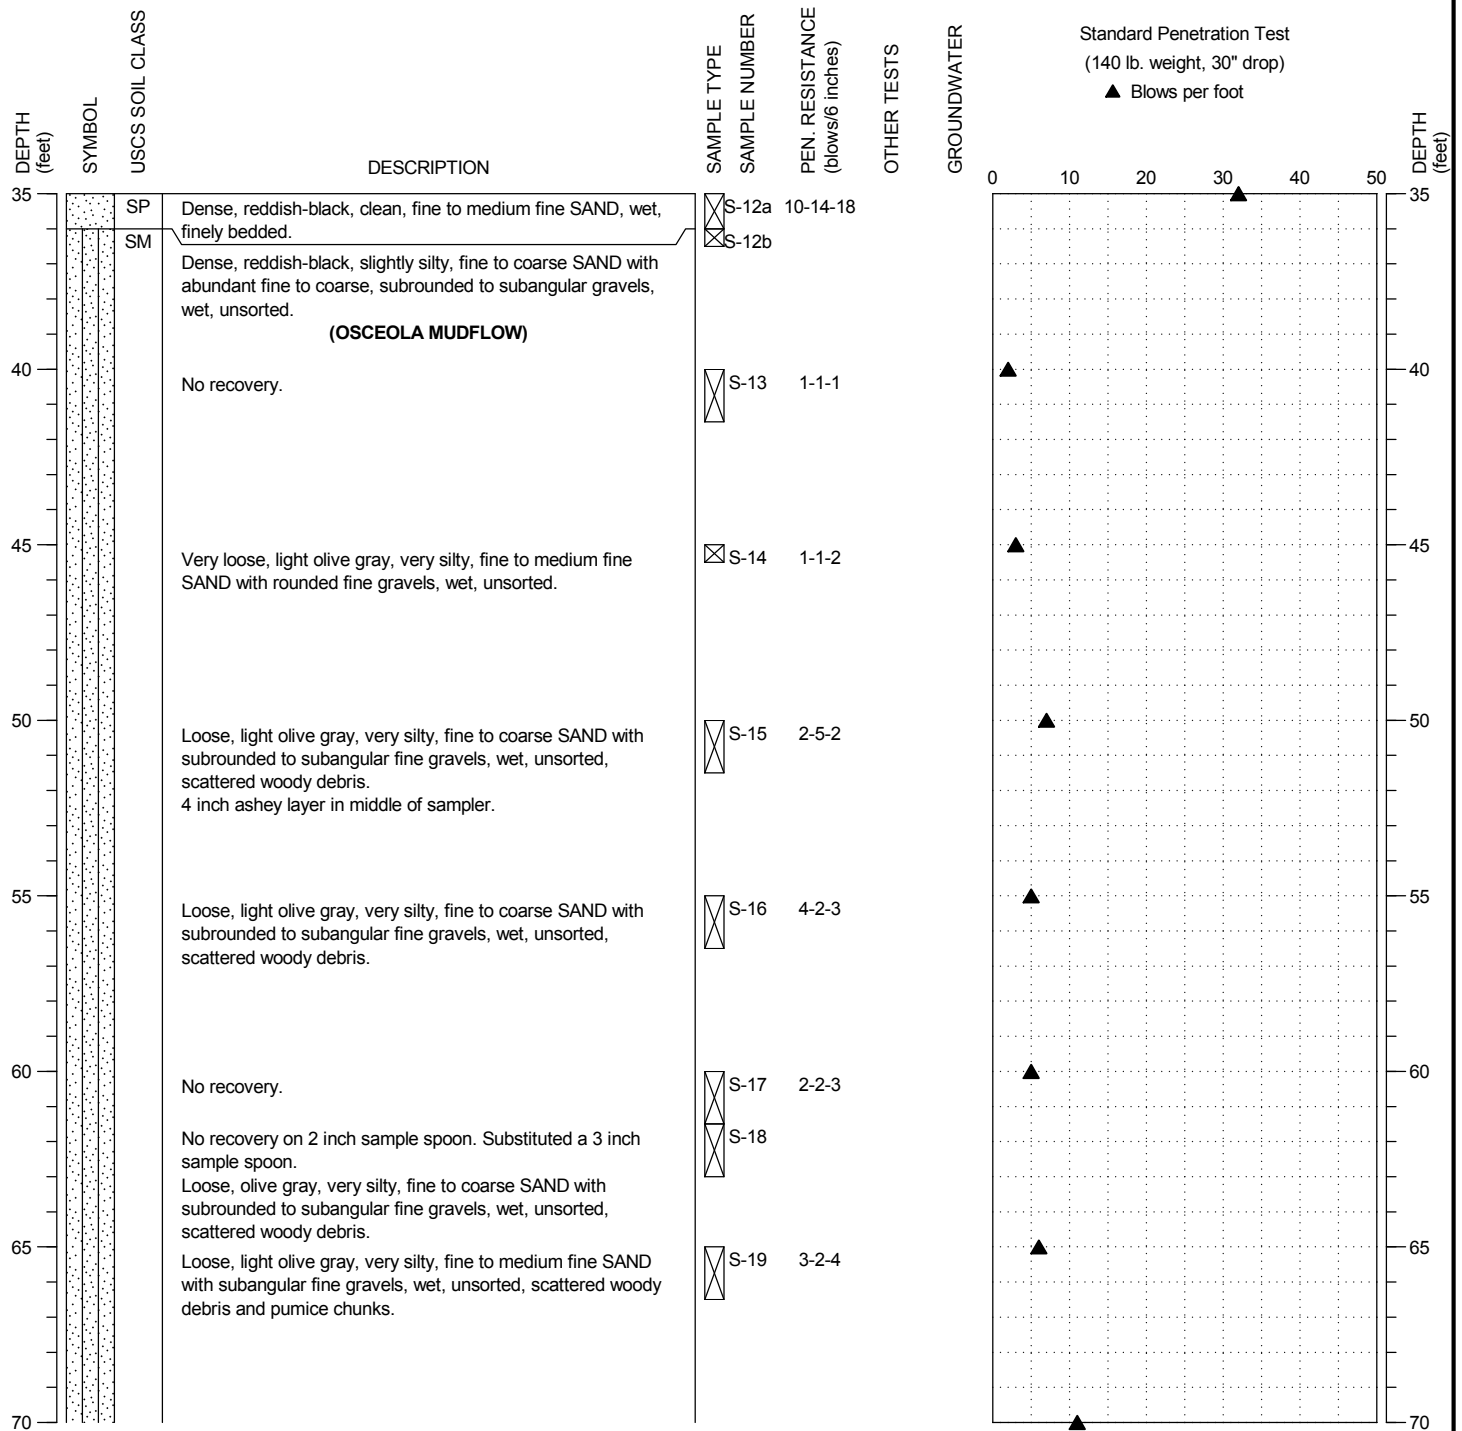 DEPTH
(feet)
SYMBOL
USCS SOIL CLASS
DESCRIPTION
SAMPLE TYPE
SAMPLE NUMBER
PEN. RESISTANCE
(blows/6 inches)
OTHER TESTS
GROUNDWATER
Standard Penetration Test
(140 lb. weight, 30" drop)
▲ Blows per foot
DEPTH
(feet)
0 10 20 30 40 50
35 SP Dense, reddish-black, clean, fine to medium fine SAND, wet, S-12a 10-14-18 35
finely bedded.
SM S-12b
Dense, reddish-black, slightly silty, fine to coarse SAND with
abundant fine to coarse, subrounded to subangular gravels,
wet, unsorted.
(OSCEOLA MUDFLOW)
40 No recovery. S-13 1-1-1 40
45 Very loose, light olive gray, very silty, fine to medium fine S-14 1-1-2 45
SAND with rounded fine gravels, wet, unsorted.
50 Loose, light olive gray, very silty, fine to coarse SAND with S-15 2-5-2 50
subrounded to subangular fine gravels, wet, unsorted,
scattered woody debris.
4 inch ashey layer in middle of sampler.
55 Loose, light olive gray, very silty, fine to coarse SAND with S-16 4-2-3 55
subrounded to subangular fine gravels, wet, unsorted,
scattered woody debris.
60 No recovery. S-17 2-2-3 60
No recovery on 2 inch sample spoon. Substituted a 3 inch S-18
sample spoon.
Loose, olive gray, very silty, fine to coarse SAND with
subrounded to subangular fine gravels, wet, unsorted,
scattered woody debris.
65 Loose, light olive gray, very silty, fine to medium fine SAND S-19 3-2-4 65
with subangular fine gravels, wet, unsorted, scattered woody
debris and pumice chunks.
70 70